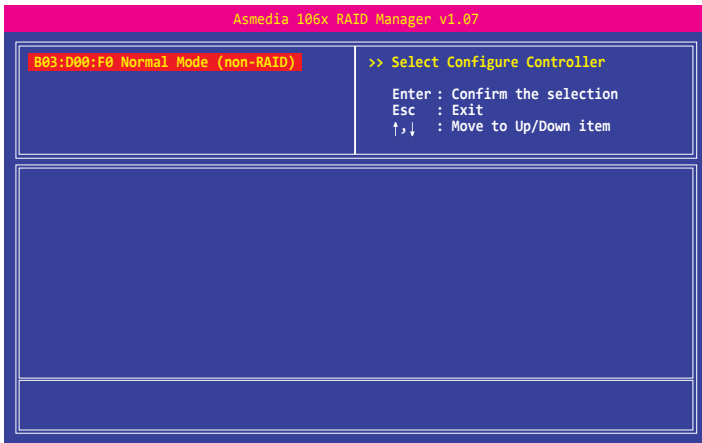 Asmedia 106x RAID Manager v1.07
B03:D00:F0 Normal Mode (non-RAID)
>> Select Configure Controller
Enter : Confirm the selection
Esc : Exit
↑,↓ : Move to Up/Down item